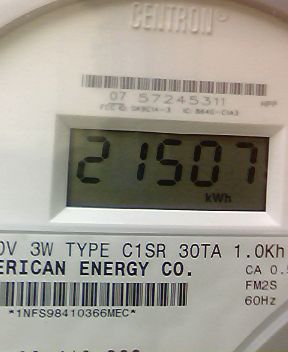 CENTRON®
07 57245311
HPP
21507
kWh
0V 3W TYPE C1SR 30TA 1.0Kh
ERICAN ENERGY CO.
CA 0.5
FM2S
60Hz
*1NFS98410366MEC*